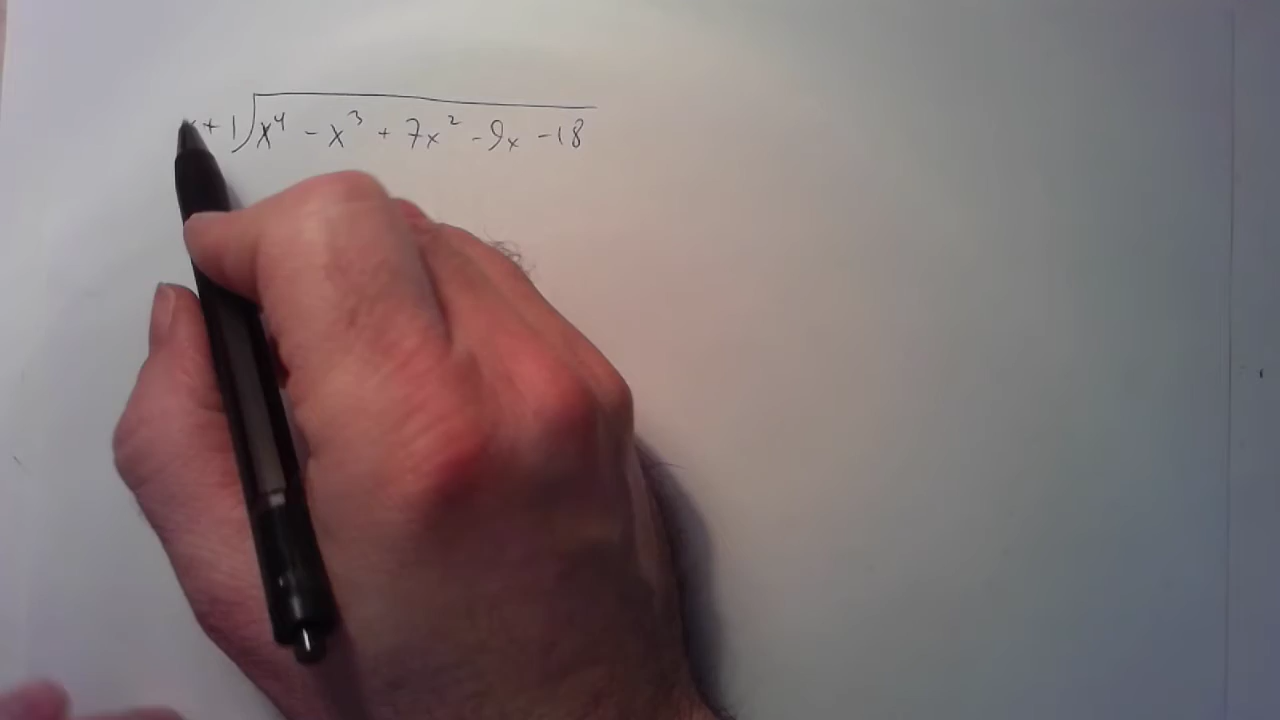 x + 1)x⁴ - x³ + 7x² - 9x - 18